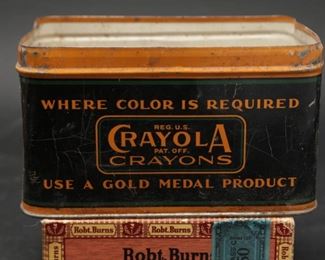 WHERE COLOR IS REQUIRED
REG. U.S.
CRAYOLA
PAT. OFF.
CRAYONS
USE A GOLD MEDAL PRODUCT
Robt. Burns Robt. Burns
Robt. Burn
50